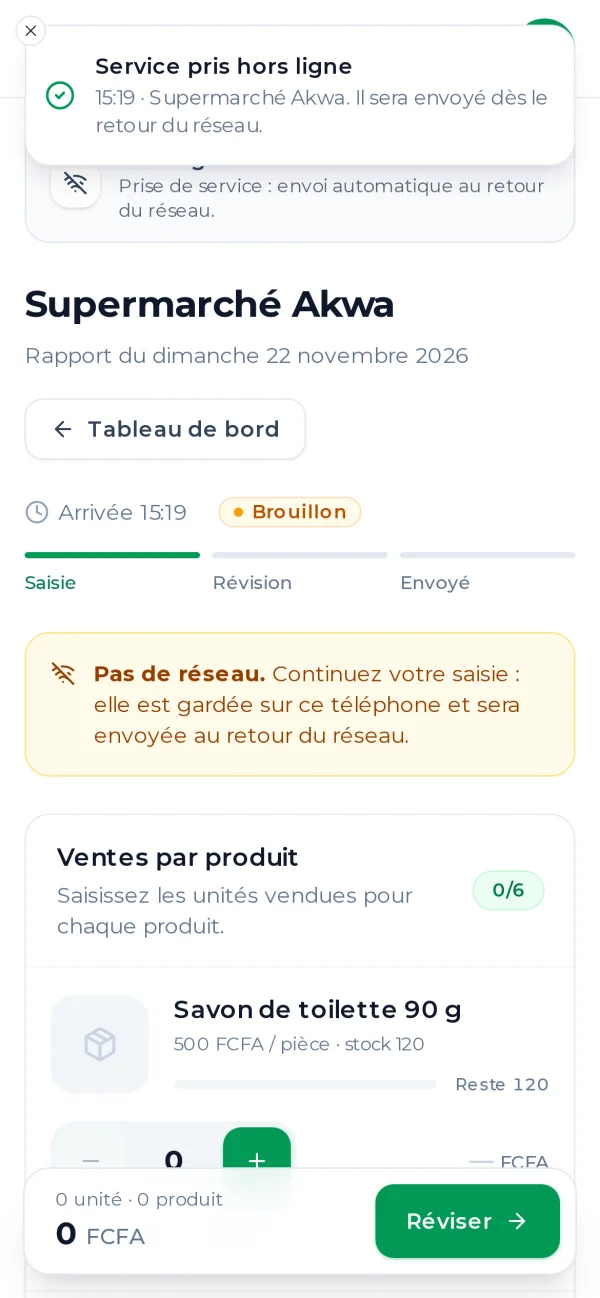 Service pris hors ligne
15:19 · Supermarché Akwa. Il sera envoyé dès le
retour du réseau.
Prise de service : envoi automatique au retour
du réseau.
Supermarché Akwa
Rapport du dimanche 22 novembre 2026
← Tableau de bord
Arrivée 15:19
Brouillon
Saisie
Révision
Envoyé
Pas de réseau. Continuez votre saisie :
elle est gardée sur ce téléphone et sera
envoyée au retour du réseau.
Ventes par produit
Saisissez les unités vendues pour
chaque produit.
0/6
Savon de toilette 90 g
500 FCFA / pièce · stock 120
Reste 120
− 0 +
— FCFA
0 unité · 0 produit
0 FCFA
Réviser →